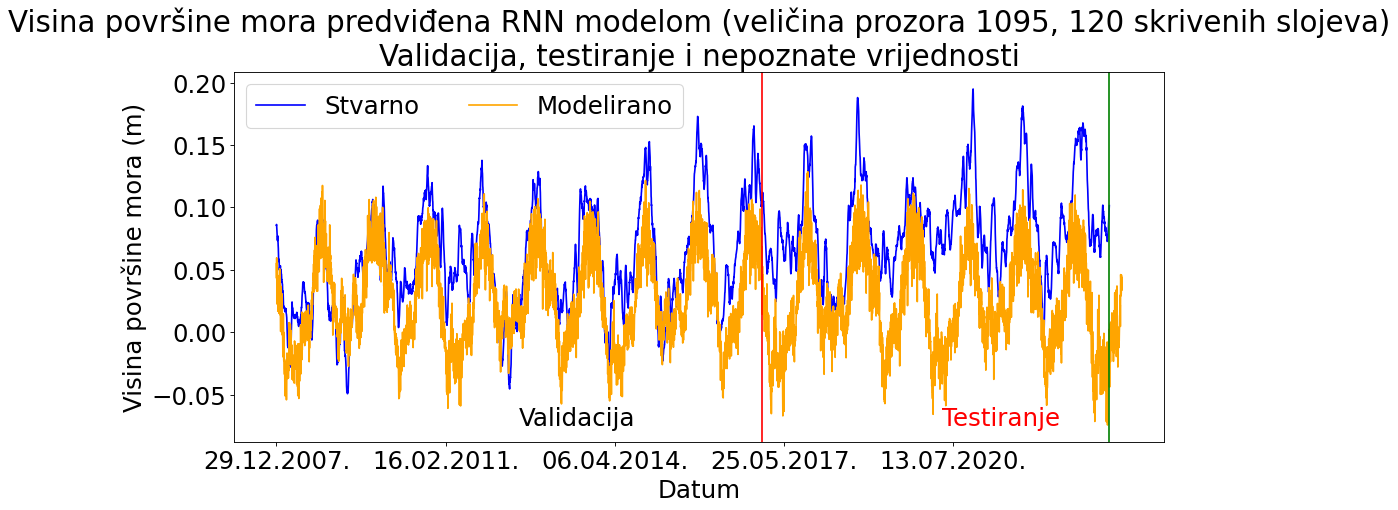 Visina površine mora predviđena RNN modelom (veličina prozora 1095, 120 skrivenih slojeva)
Validacija, testiranje i nepoznate vrijednosti
Stvarno
Modelirano
Visina površine mora (m)
0.20
0.15
0.10
0.05
0.00
−0.05
Validacija
Testiranje
29.12.2007.
16.02.2011.
06.04.2014.
25.05.2017.
13.07.2020.
Datum